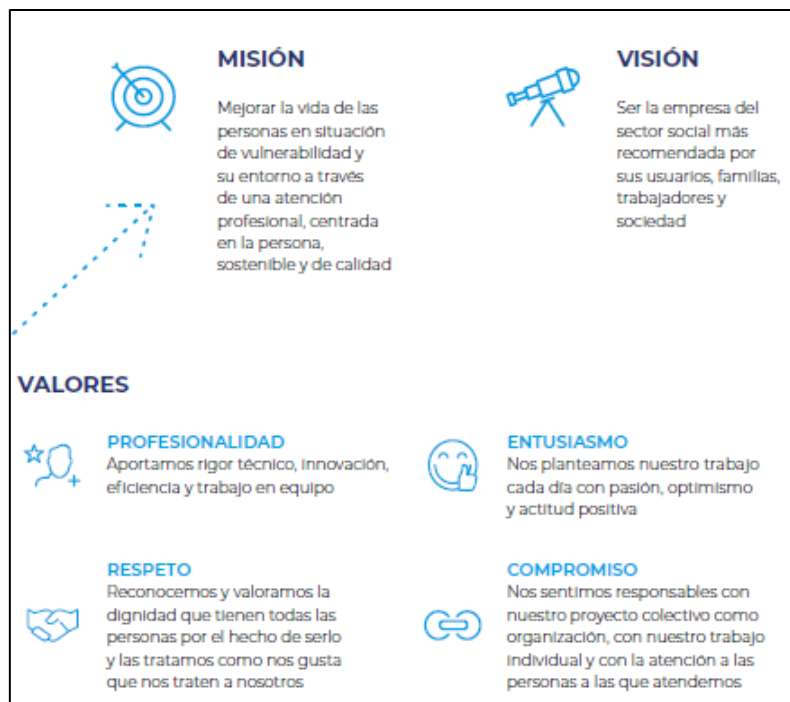 MISIÓN
Mejorar la vida de las
personas en situación
de vulnerabilidad y
su entorno a través
de una atención
profesional, centrada
en la persona,
sostenible y de calidad
VISIÓN
Ser la empresa del
sector social más
recomendada por
sus usuarios, familias,
trabajadores y
sociedad
VALORES
PROFESIONALIDAD
Aportamos rigor técnico, innovación,
eficiencia y trabajo en equipo
ENTUSIASMO
Nos planteamos nuestro trabajo
cada día con pasión, optimismo
y actitud positiva
RESPETO
Reconocemos y valoramos la
dignidad que tienen todas las
personas por el hecho de serlo
y las tratamos como nos gusta
que nos traten a nosotros
COMPROMISO
Nos sentimos responsables con
nuestro proyecto colectivo como
organización, con nuestro trabajo
individual y con la atención a las
personas a las que atendemos